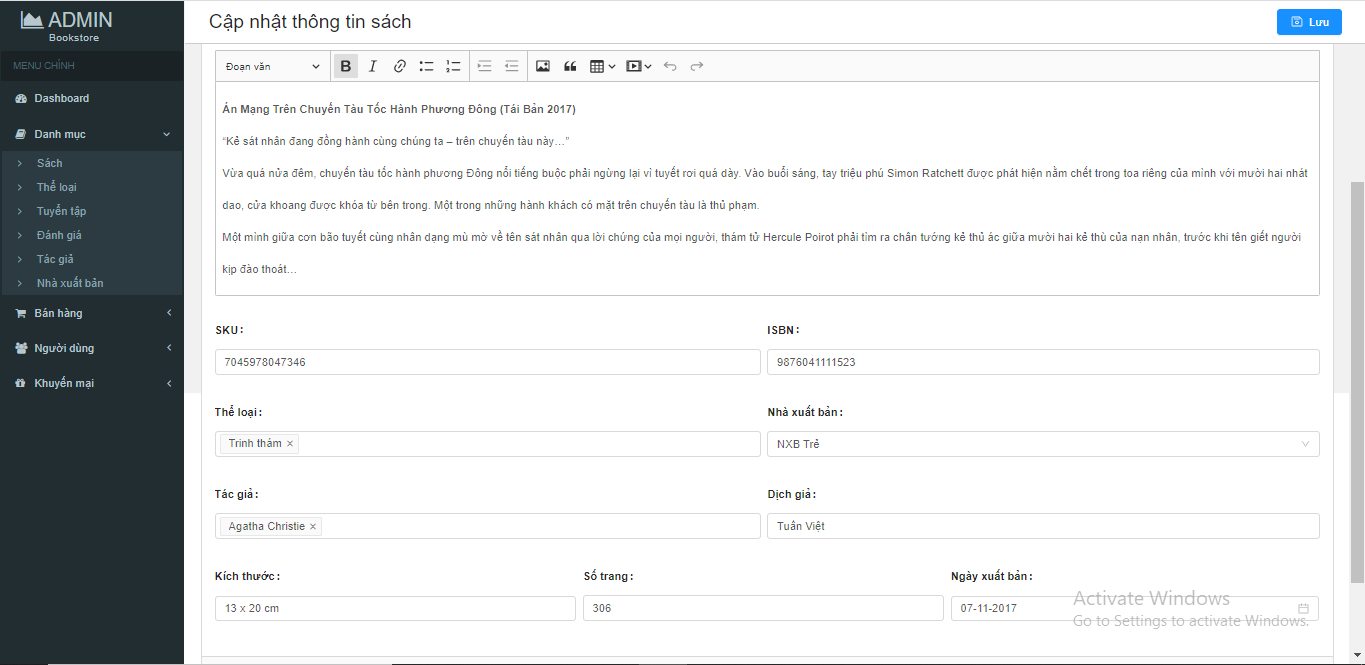 ADMIN
Bookstore
Cập nhật thông tin sách
Lưu
MENU CHÍNH
Dashboard
Danh mục
Sách
Thể loại
Tuyển tập
Đánh giá
Tác giả
Nhà xuất bản
Bán hàng
Người dùng
Khuyến mại
Đoạn văn
Án Mạng Trên Chuyến Tàu Tốc Hành Phương Đông (Tái Bản 2017)
“Kẻ sát nhân đang đồng hành cùng chúng ta – trên chuyến tàu này…”
Vừa quá nửa đêm, chuyến tàu tốc hành phương Đông nổi tiếng buộc phải ngừng lại vì tuyết rơi quá dày. Vào buổi sáng, tay triệu phú Simon Ratchett được phát hiện nằm chết trong toa riêng của mình với mười hai nhát
dao, cửa khoang được khóa từ bên trong. Một trong những hành khách có mặt trên chuyến tàu là thủ phạm.
Một mình giữa cơn bão tuyết cùng nhân dạng mù mờ về tên sát nhân qua lời chứng của mọi người, thám tử Hercule Poirot phải tìm ra chân tướng kẻ thủ ác giữa mười hai kẻ thù của nạn nhân, trước khi tên giết người
kịp đào thoát…
SKU:
ISBN:
7045978047346
9876041111523
Thể loại:
Nhà xuất bản:
Trinh thám ×
NXB Trẻ
Tác giả:
Dịch giả:
Agatha Christie ×
Tuấn Việt
Kích thước:
Số trang:
Ngày xuất bản:
13 x 20 cm
306
07-11-2017
Activate Windows
Go to Settings to activate Windows.